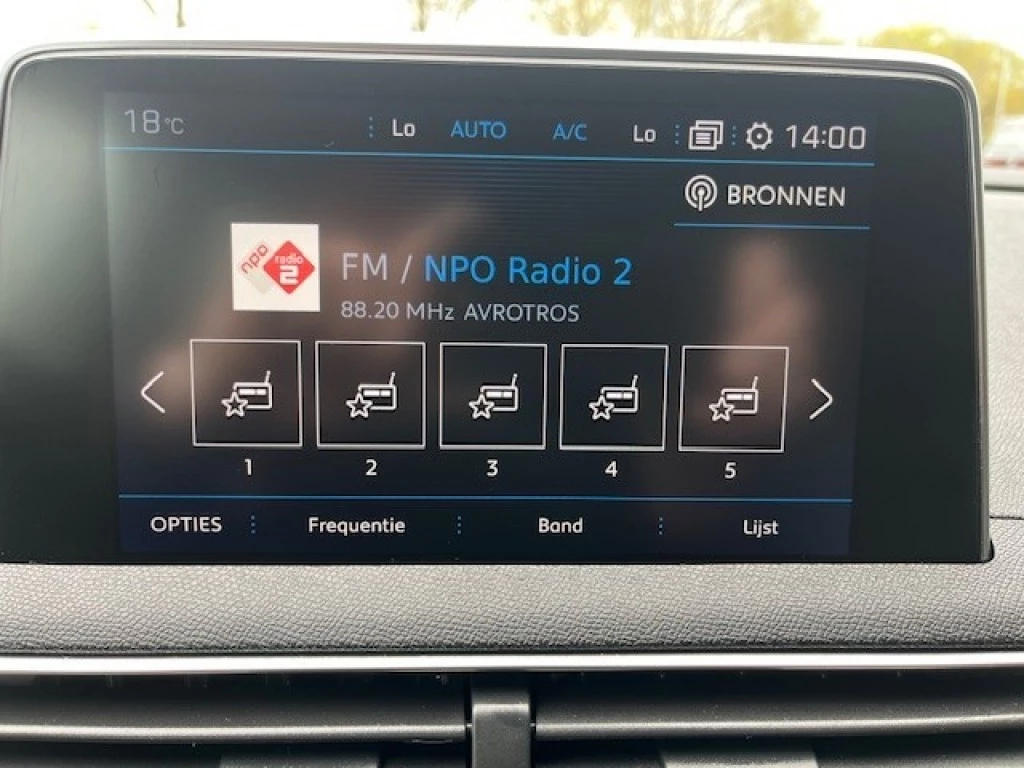 18°C Lo AUTO A/C Lo 14:00
BRONNEN
npo radio 2
FM / NPO Radio 2
88.20 MHz AVROTROS
1 2 3 4 5
OPTIES Frequentie Band Lijst